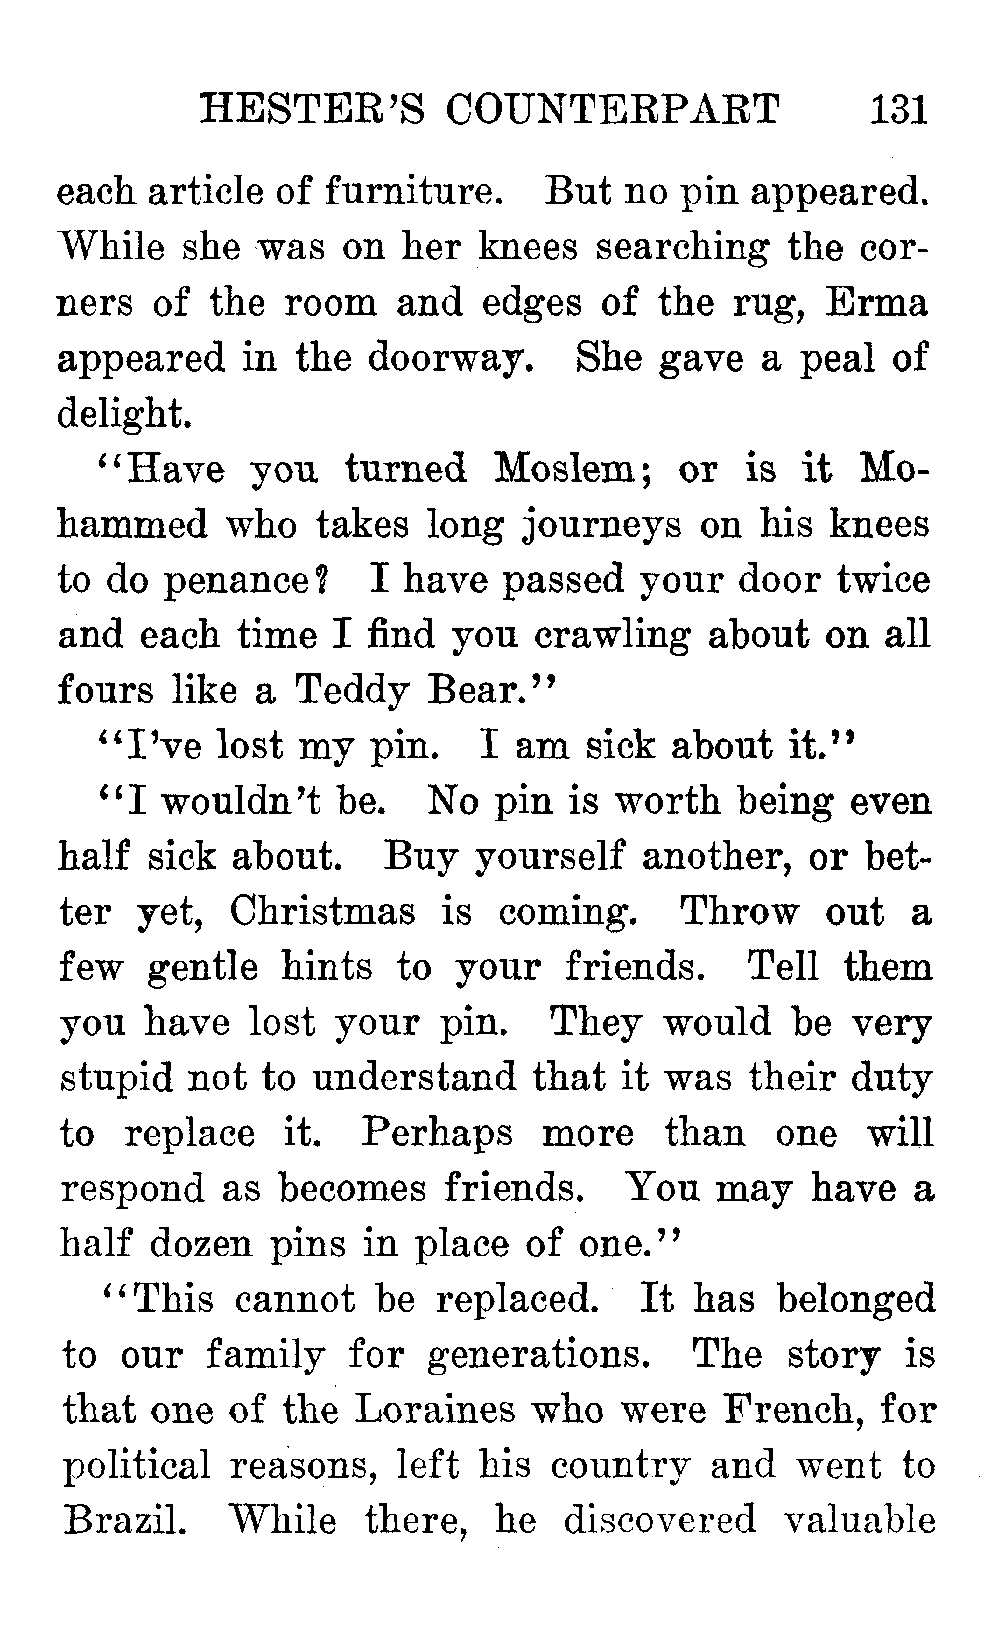 HESTER'S COUNTERPART 131
each article of furniture. But no pin appeared.
While she was on her knees searching the cor-
ners of the room and edges of the rug, Erma
appeared in the doorway. She gave a peal of
delight.
"Have you turned Moslem; or is it Mo-
hammed who takes long journeys on his knees
to do penance? I have passed your door twice
and each time I find you crawling about on all
fours like a Teddy Bear."
"I've lost my pin. I am sick about it."
"I wouldn't be. No pin is worth being even
half sick about. Buy yourself another, or bet-
ter yet, Christmas is coming. Throw out a
few gentle hints to your friends. Tell them
you have lost your pin. They would be very
stupid not to understand that it was their duty
to replace it. Perhaps more than one will
respond as becomes friends. You may have a
half dozen pins in place of one."
"This cannot be replaced. It has belonged
to our family for generations. The story is
that one of the Loraines who were French, for
political reasons, left his country and went to
Brazil. While there, he discovered valuable